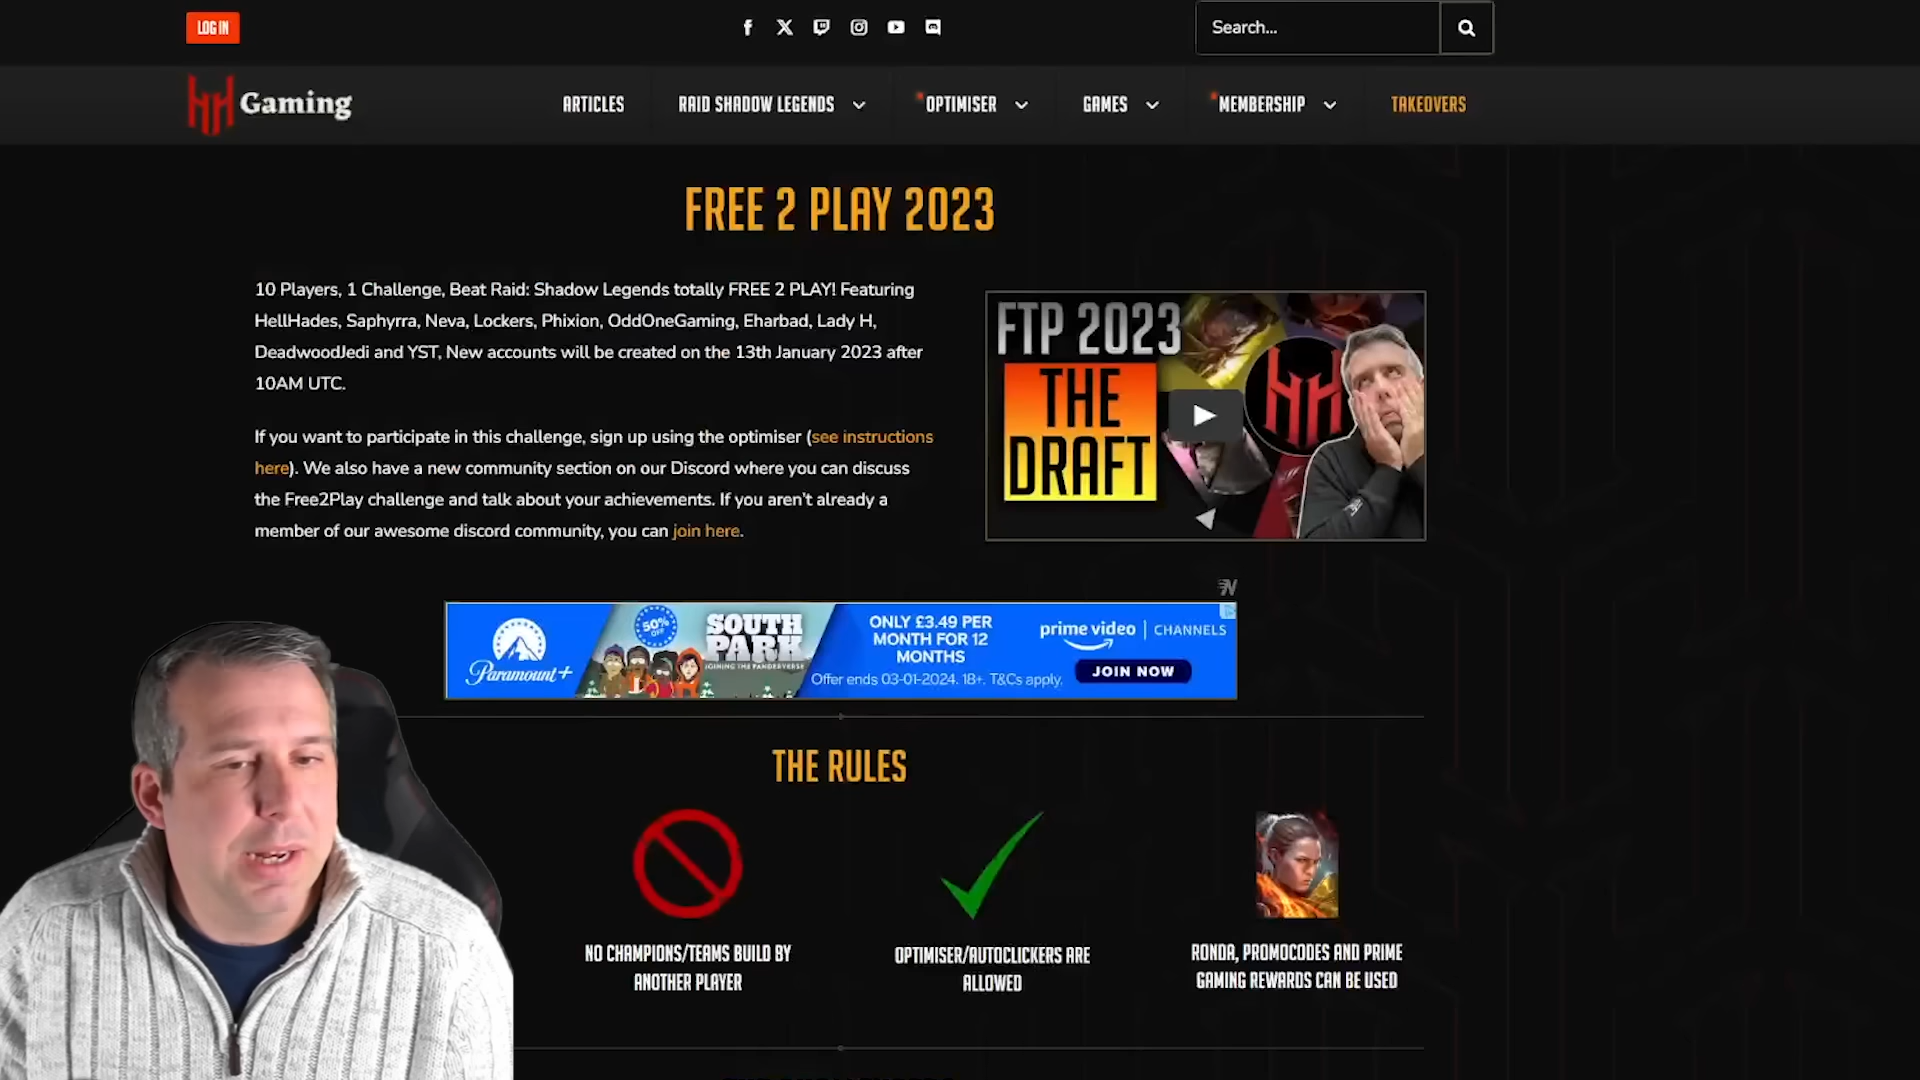 LOG IN
Search...
HH Gaming
ARTICLES
RAID SHADOW LEGENDS
OPTIMISER
GAMES
MEMBERSHIP
TAKEOVERS
FREE 2 PLAY 2023
10 Players, 1 Challenge, Beat Raid: Shadow Legends totally FREE 2 PLAY! Featuring
HellHades, Saphyrra, Neva, Lockers, Phixion, OddOneGaming, Eharbad, Lady H,
DeadwoodJedi and YST, New accounts will be created on the 13th January 2023 after
10AM UTC.
If you want to participate in this challenge, sign up using the optimiser (see instructions
here). We also have a new community section on our Discord where you can discuss
the Free2Play challenge and talk about your achievements. If you aren't already a
member of our awesome discord community, you can join here.
FTP 2023
THE
DRAFT
HH
Paramount+
50%
OFF
SOUTH
PARK
JOINING THE PANDERVERSE
ONLY £3.49 PER
MONTH FOR 12
MONTHS
Offer ends 03-01-2024. 18+. T&Cs apply.
prime video | CHANNELS
JOIN NOW
THE RULES
NO CHAMPIONS/TEAMS BUILD BY
ANOTHER PLAYER
OPTIMISER/AUTOCLICKERS ARE
ALLOWED
RONDA, PROMOCODES AND PRIME
GAMING REWARDS CAN BE USED